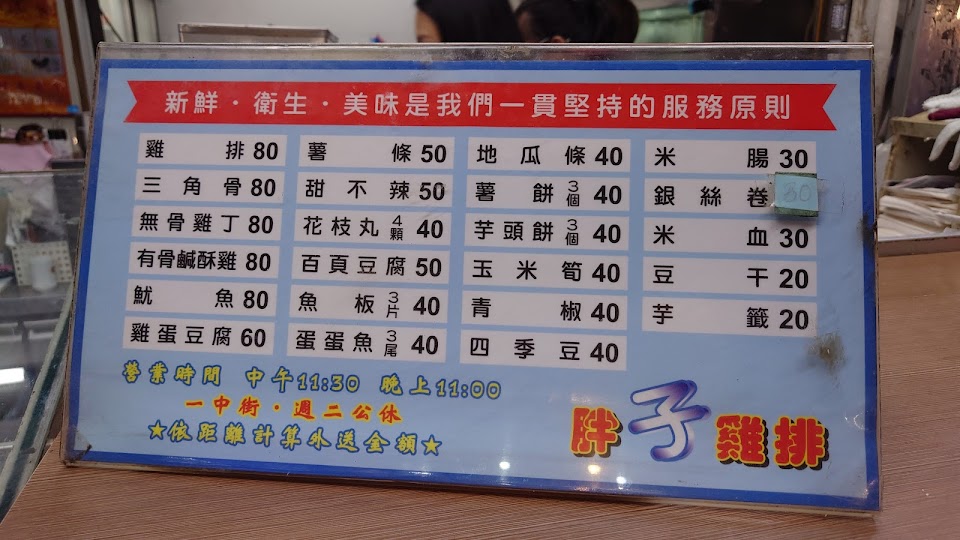 新鮮．衛生．美味是我們一貫堅持的服務原則
雞排80
三角骨80
無骨雞丁80
有骨鹹酥雞80
魷魚80
雞蛋豆腐60
薯條50
甜不辣50
花枝丸4顆40
百頁豆腐50
魚板3片40
蛋蛋魚3尾40
地瓜條40
薯餅3個40
芋頭餅3個40
玉米筍40
青椒40
四季豆40
米腸30
銀絲卷30
米血30
豆干20
芋籤20
營業時間 中午11:30 晚上11:00
一中街．週二公休
★依距離計算外送金額★
胖子雞排